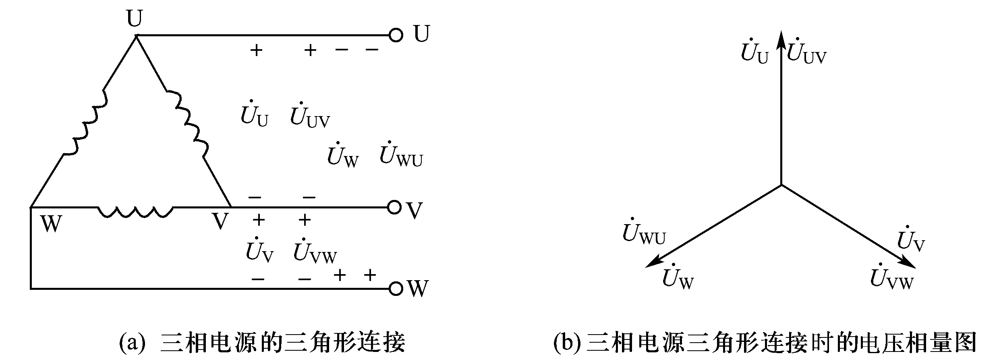 U
U
+ + − −
U̇U U̇UV
U̇W U̇WU
− −
W V V
+ +
U̇V U̇VW
− − + +
W
(a) 三相电源的三角形连接
U̇U U̇UV
U̇WU U̇V
U̇W U̇VW
(b) 三相电源三角形连接时的电压相量图